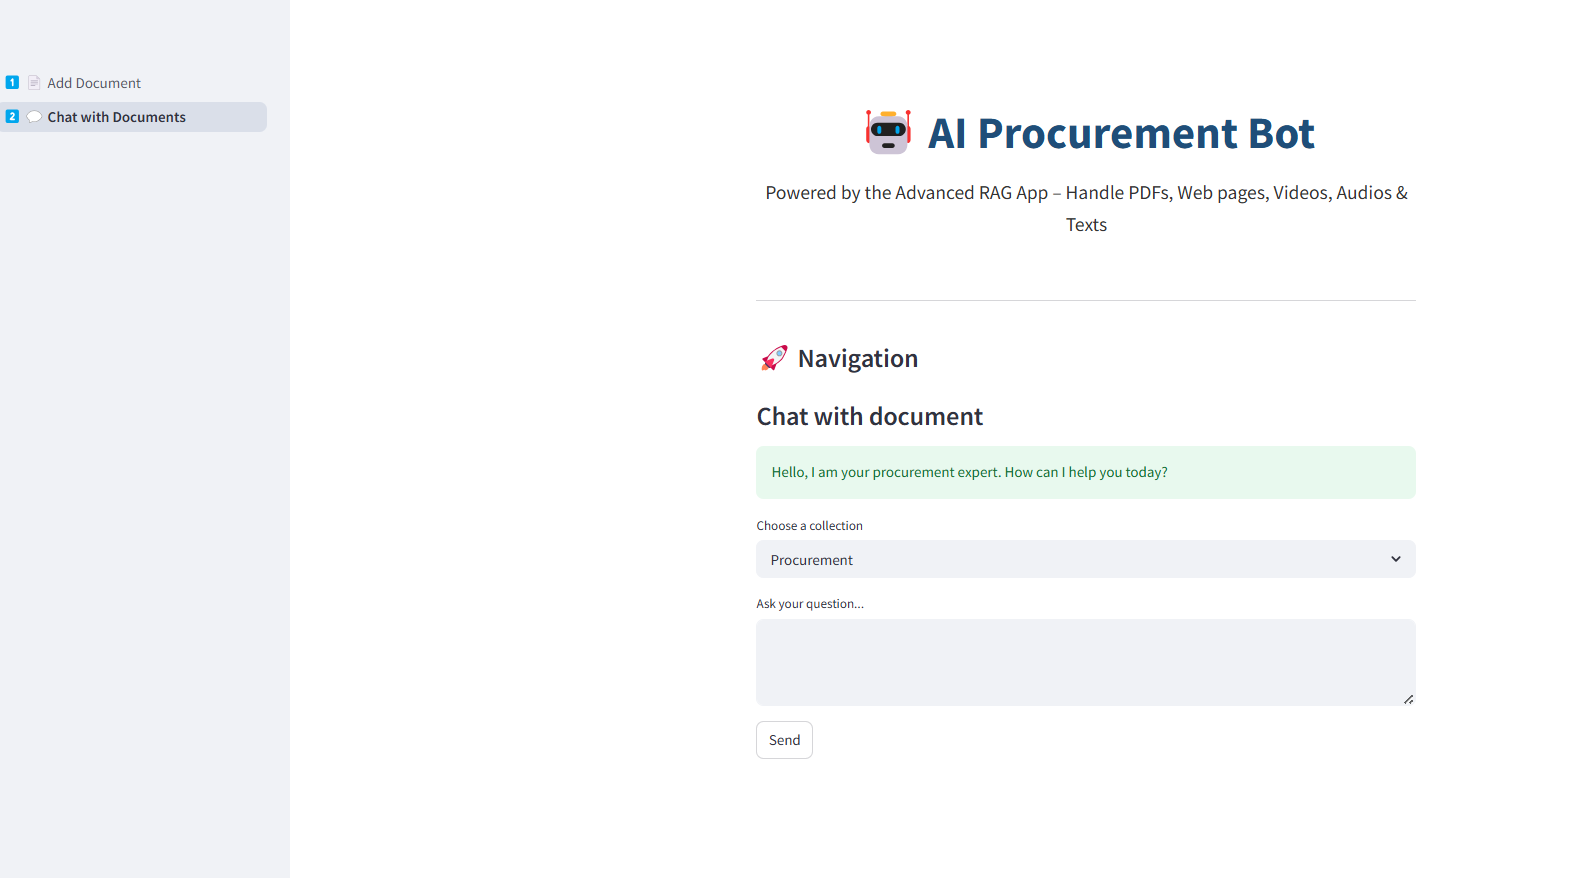 1 Add Document
2 Chat with Documents
AI Procurement Bot
Powered by the Advanced RAG App – Handle PDFs, Web pages, Videos, Audios &
Texts
Navigation
Chat with document
Hello, I am your procurement expert. How can I help you today?
Choose a collection
Procurement
Ask your question...
Send